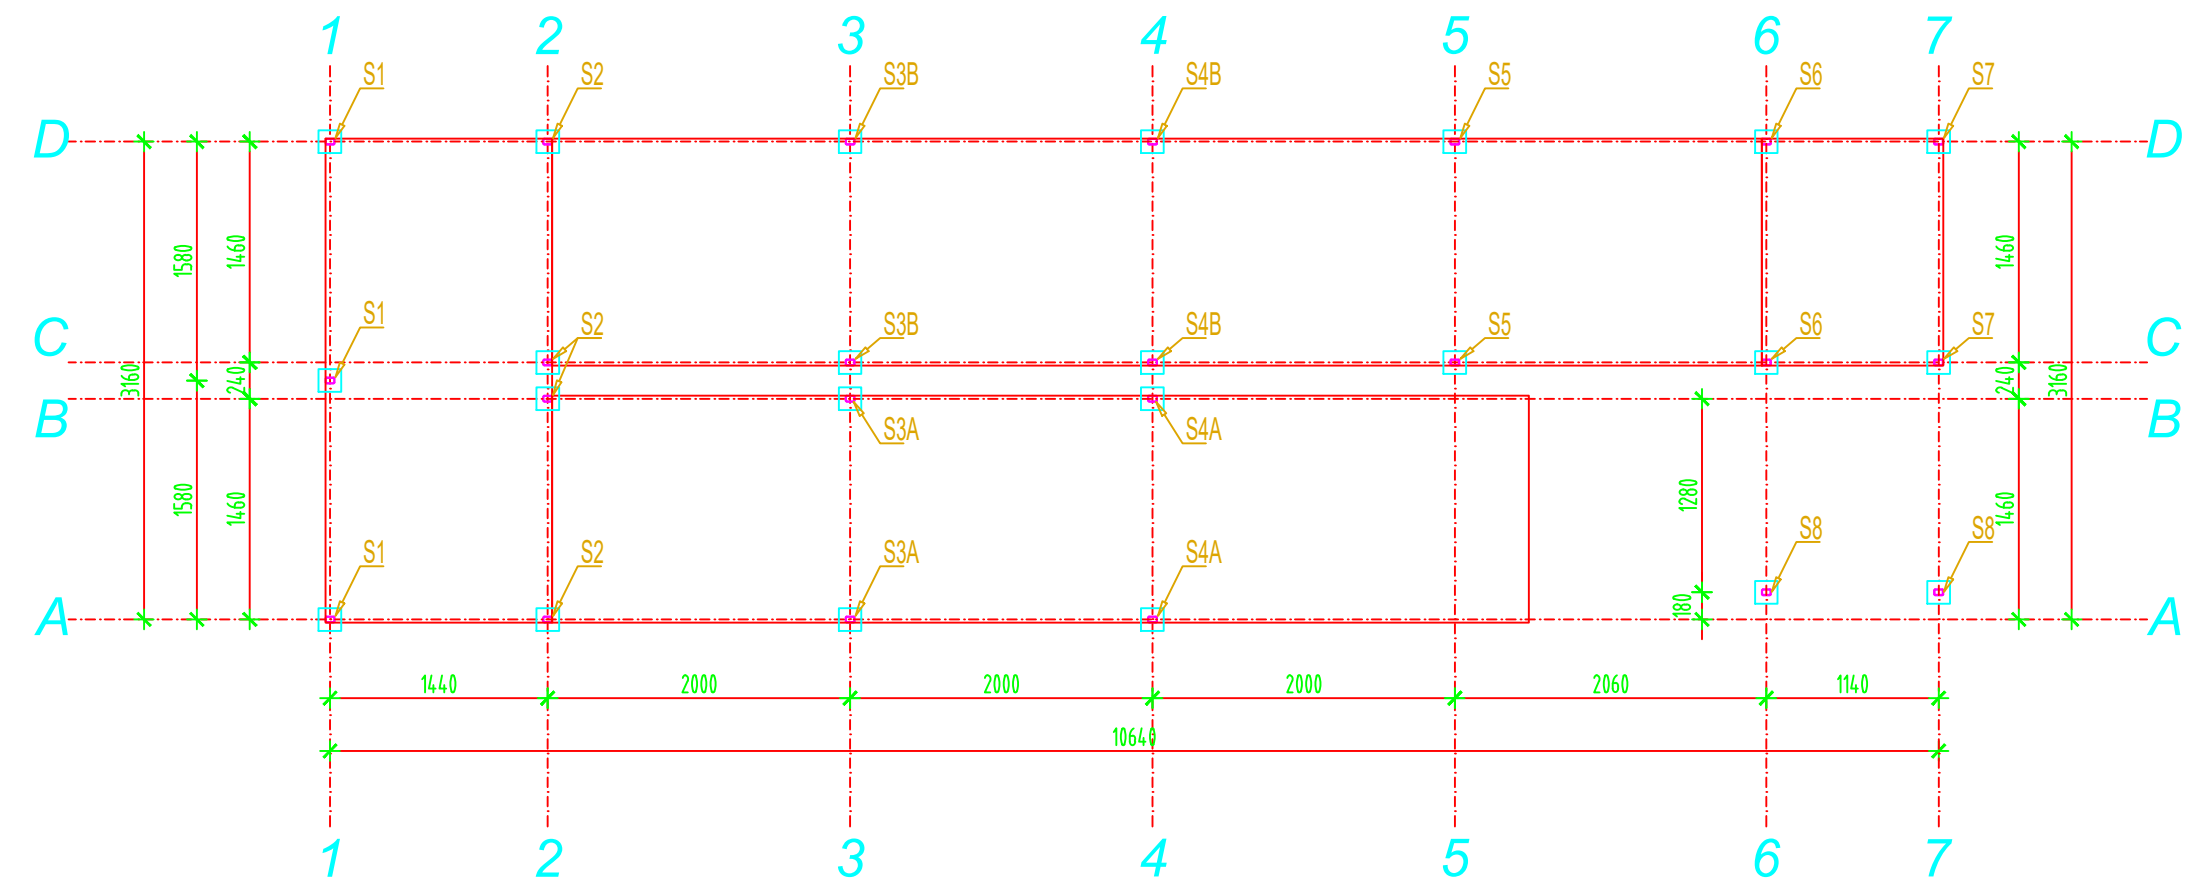 1 2 3 4 5 6 7
S1 S2 S3B S4B S5 S6 S7
D D
1580 1460 1460
S1 S2 S3B S4B S5 S6 S7
C C
3160 240 240 3160
B B
S3A S4A
1580 1460 1280 1460
S8 S8
S1 S2 S3A S4A
180
A A
1440 2000 2000 2000 2060 1140
10640
1 2 3 4 5 6 7